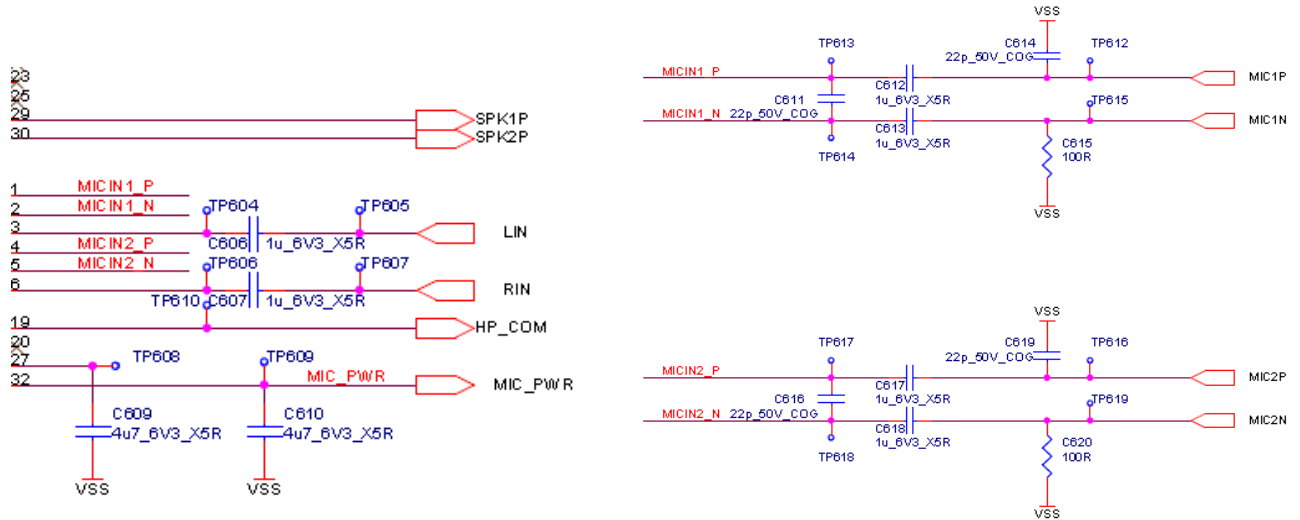 23
25
29
SPK1P
30
SPK2P
1
MICIN1_P
2
MICIN1_N
TP604
TP605
3
LIN
C606
1u_6V3_X5R
4
MICIN2_P
5
MICIN2_N
TP606
TP607
6
RIN
TP610
C607
1u_6V3_X5R
19
HP_COM
20
27
TP608
TP609
32
MIC_PWR
MIC_PWR
C609
4u7_6V3_X5R
C610
4u7_6V3_X5R
VSS
VSS
VSS
TP613
C614
22p_50V_COG
TP612
MICIN1_P
MIC1P
C612
1u_6V3_X5R
C611
22p_50V_COG
TP615
MICIN1_N
MIC1N
C613
1u_6V3_X5R
TP614
C615
100R
VSS
VSS
TP617
C619
22p_50V_COG
TP616
MICIN2_P
MIC2P
C617
1u_6V3_X5R
C616
22p_50V_COG
TP619
MICIN2_N
MIC2N
C618
1u_6V3_X5R
TP618
C620
100R
VSS